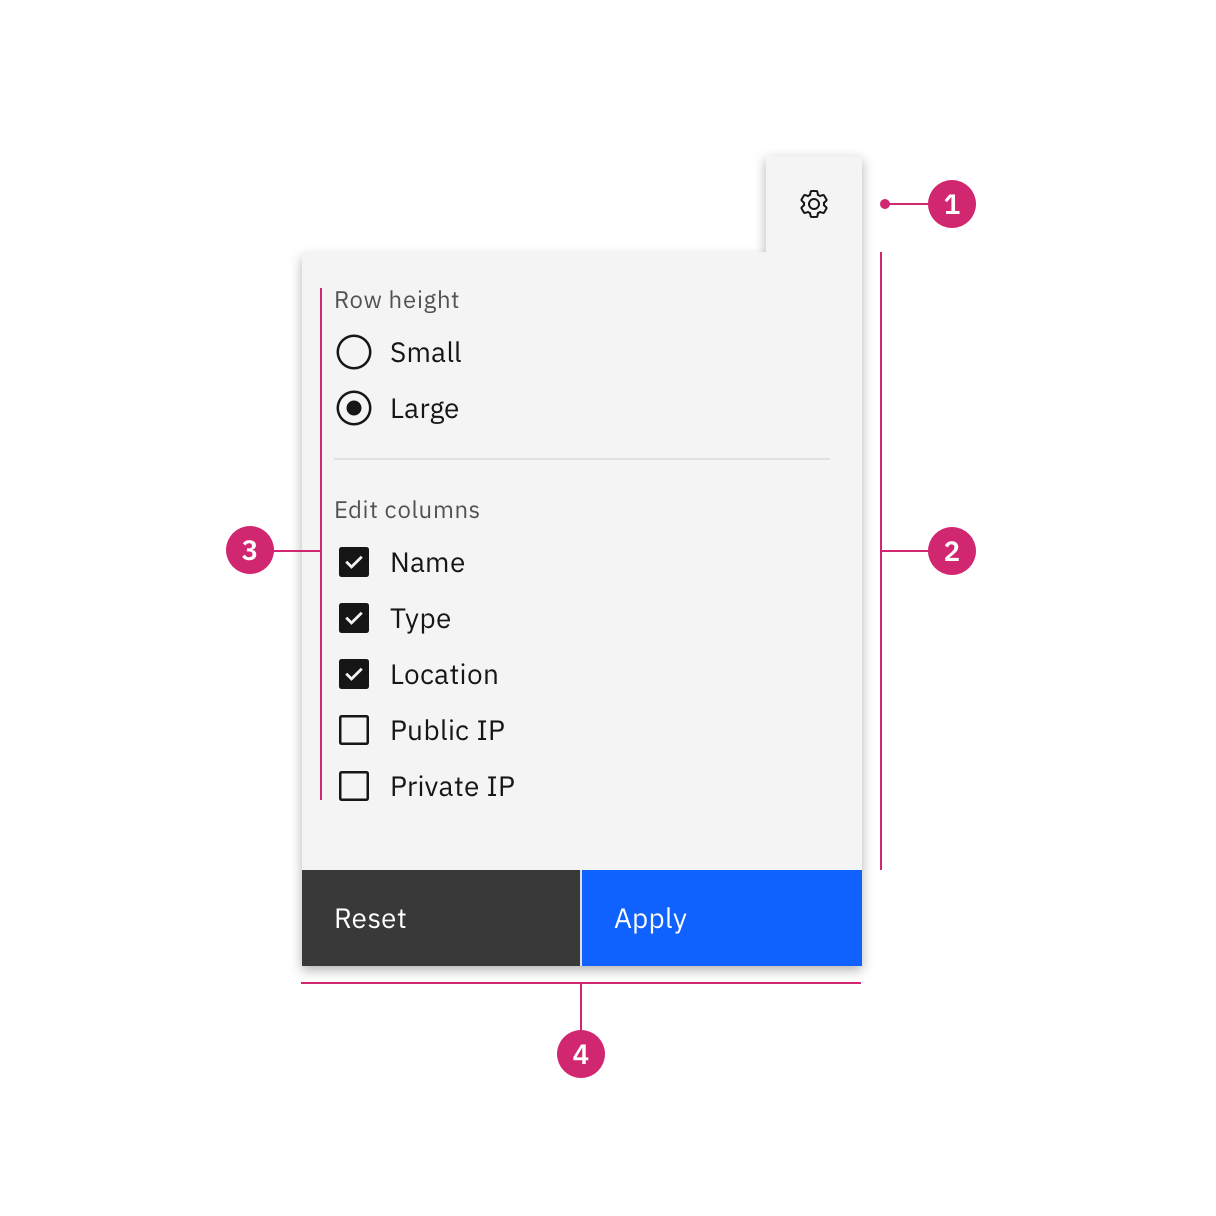 1
Row height
Small
Large
Edit columns
3
2
Name
Type
Location
Public IP
Private IP
Reset
Apply
4